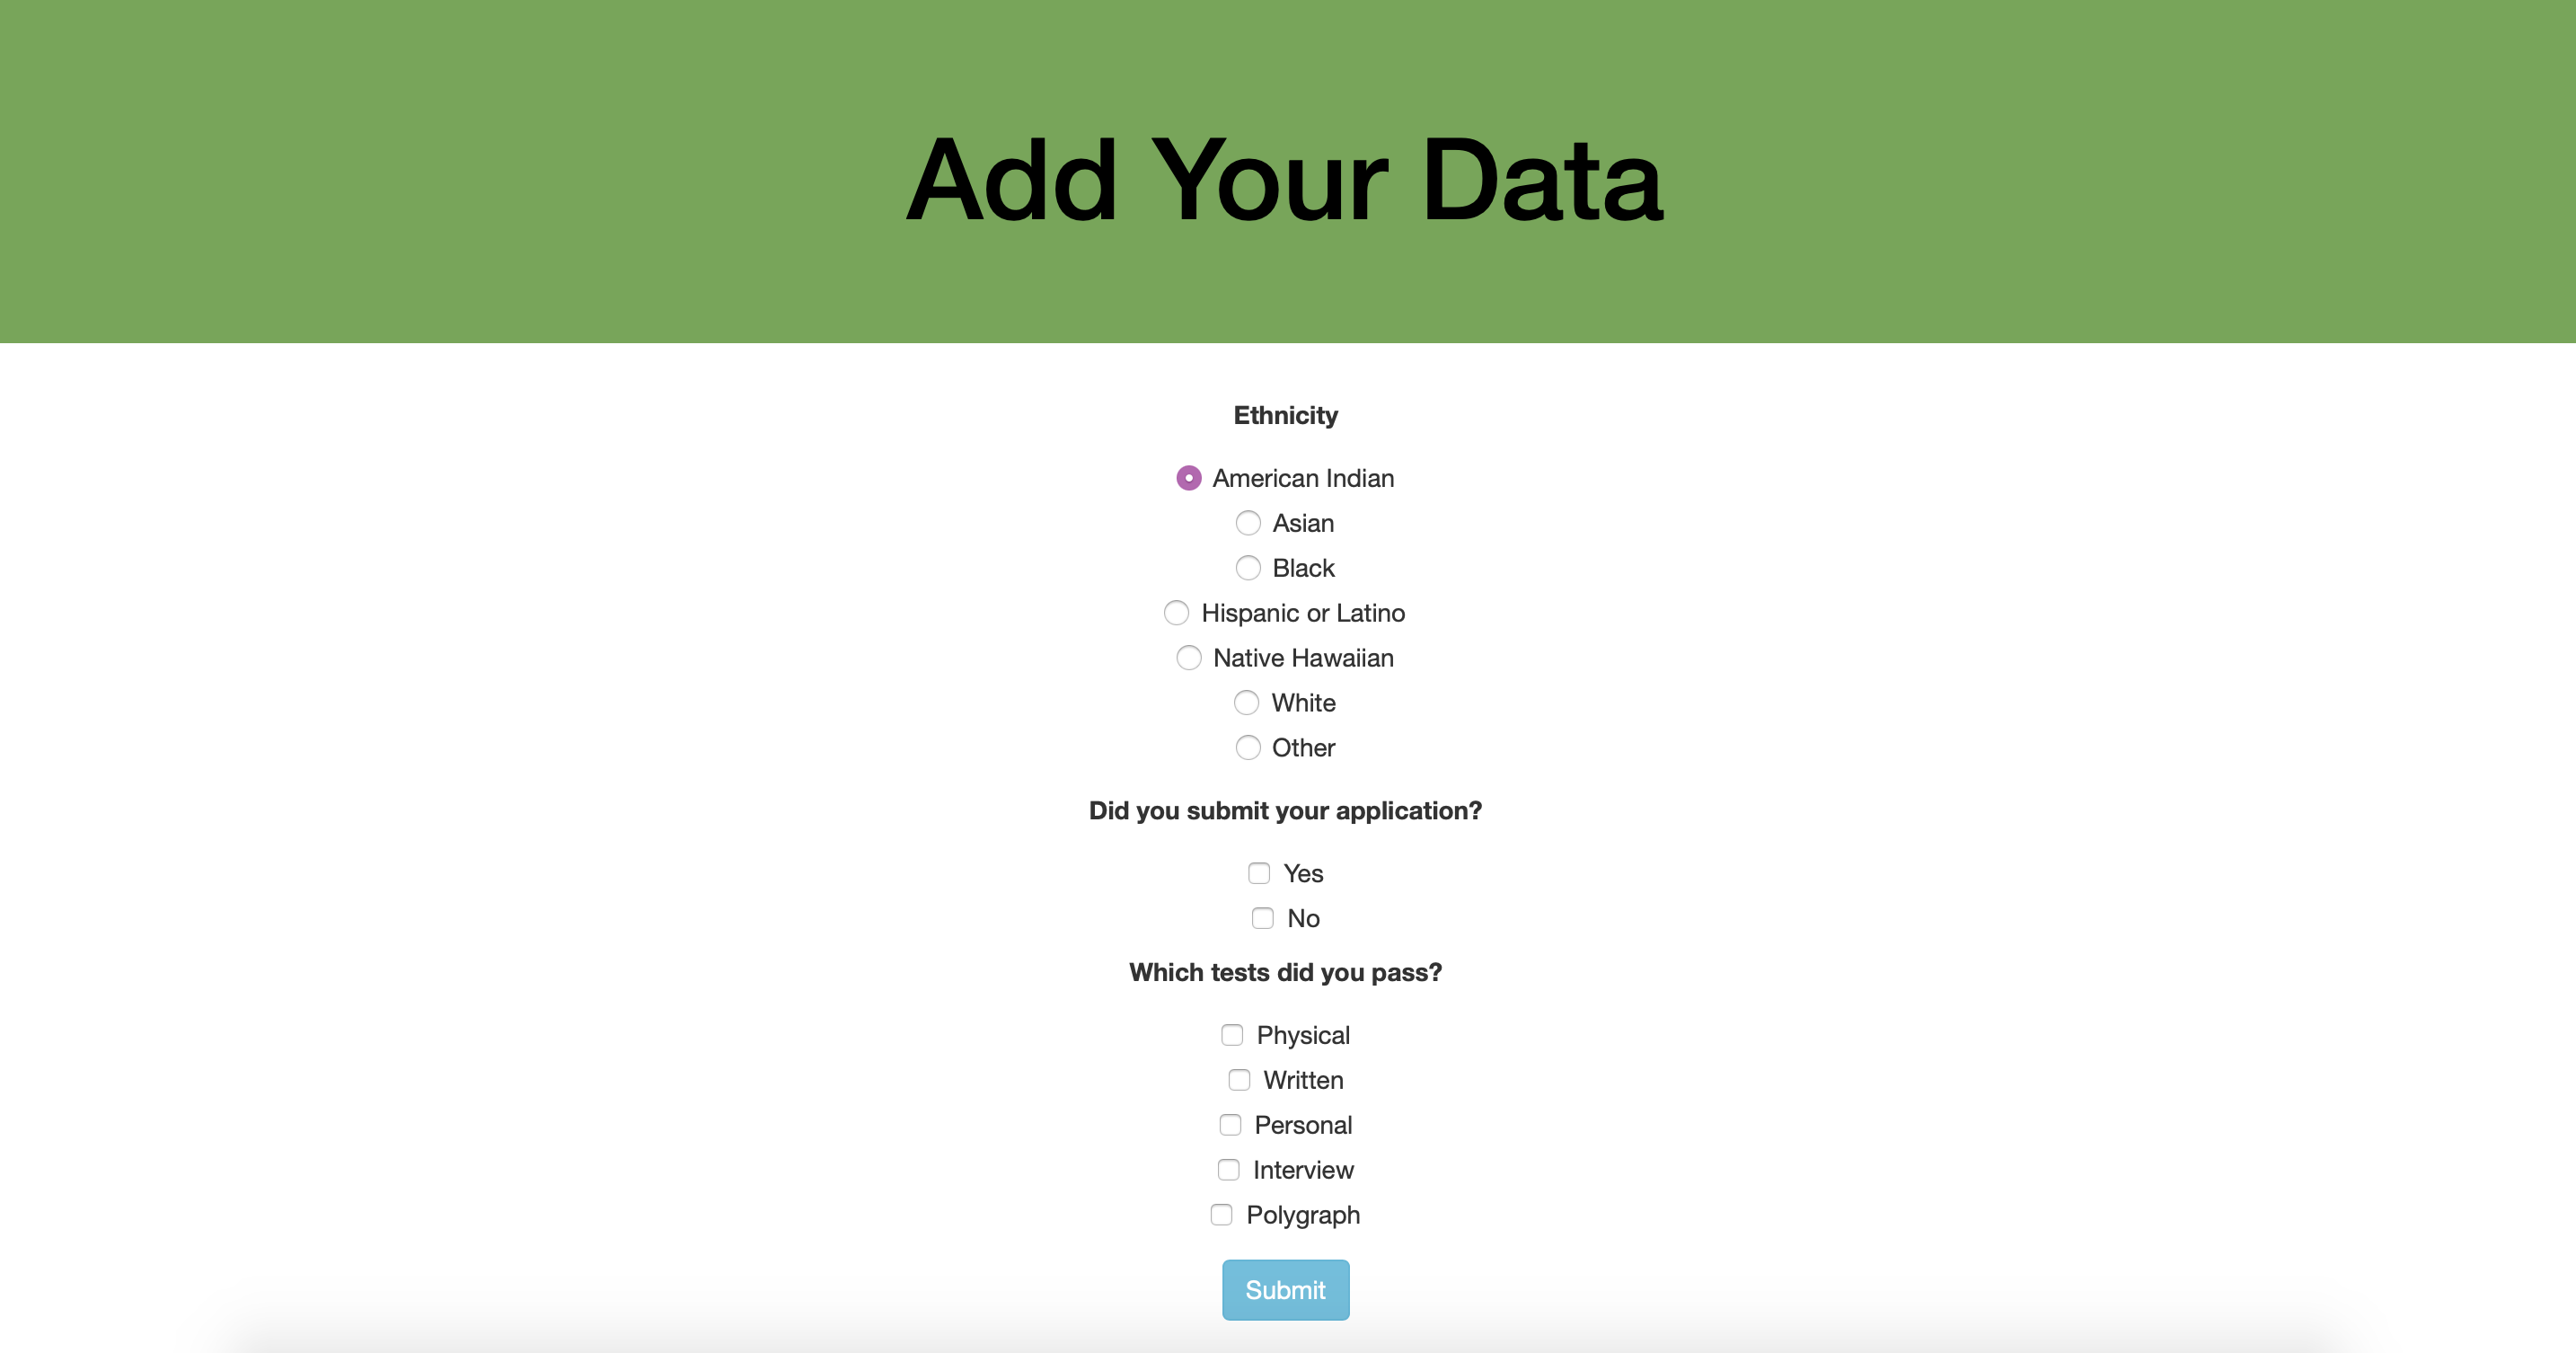 Add Your Data
Ethnicity
American Indian
Asian
Black
Hispanic or Latino
Native Hawaiian
White
Other
Did you submit your application?
Yes
No
Which tests did you pass?
Physical
Written
Personal
Interview
Polygraph
Submit